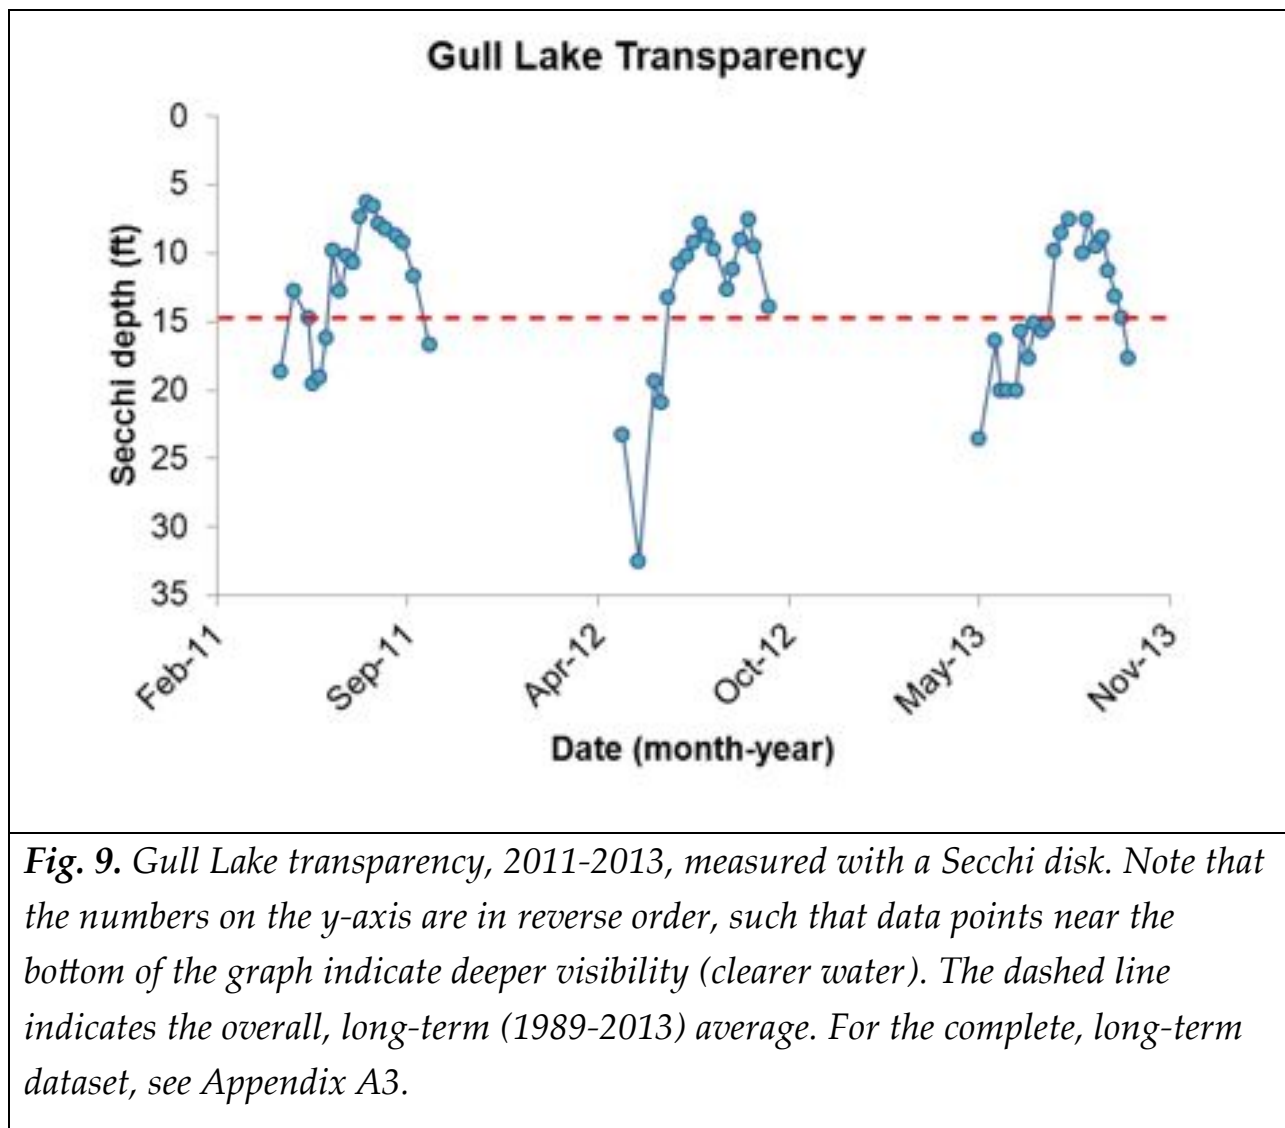 Gull Lake Transparency
0
5
10
15
20
25
30
35
Secchi depth (ft)
Feb-11
Sep-11
Apr-12
Oct-12
May-13
Nov-13
Date (month-year)
Fig. 9. Gull Lake transparency, 2011-2013, measured with a Secchi disk. Note that
the numbers on the y-axis are in reverse order, such that data points near the
bottom of the graph indicate deeper visibility (clearer water). The dashed line
indicates the overall, long-term (1989-2013) average. For the complete, long-term
dataset, see Appendix A3.